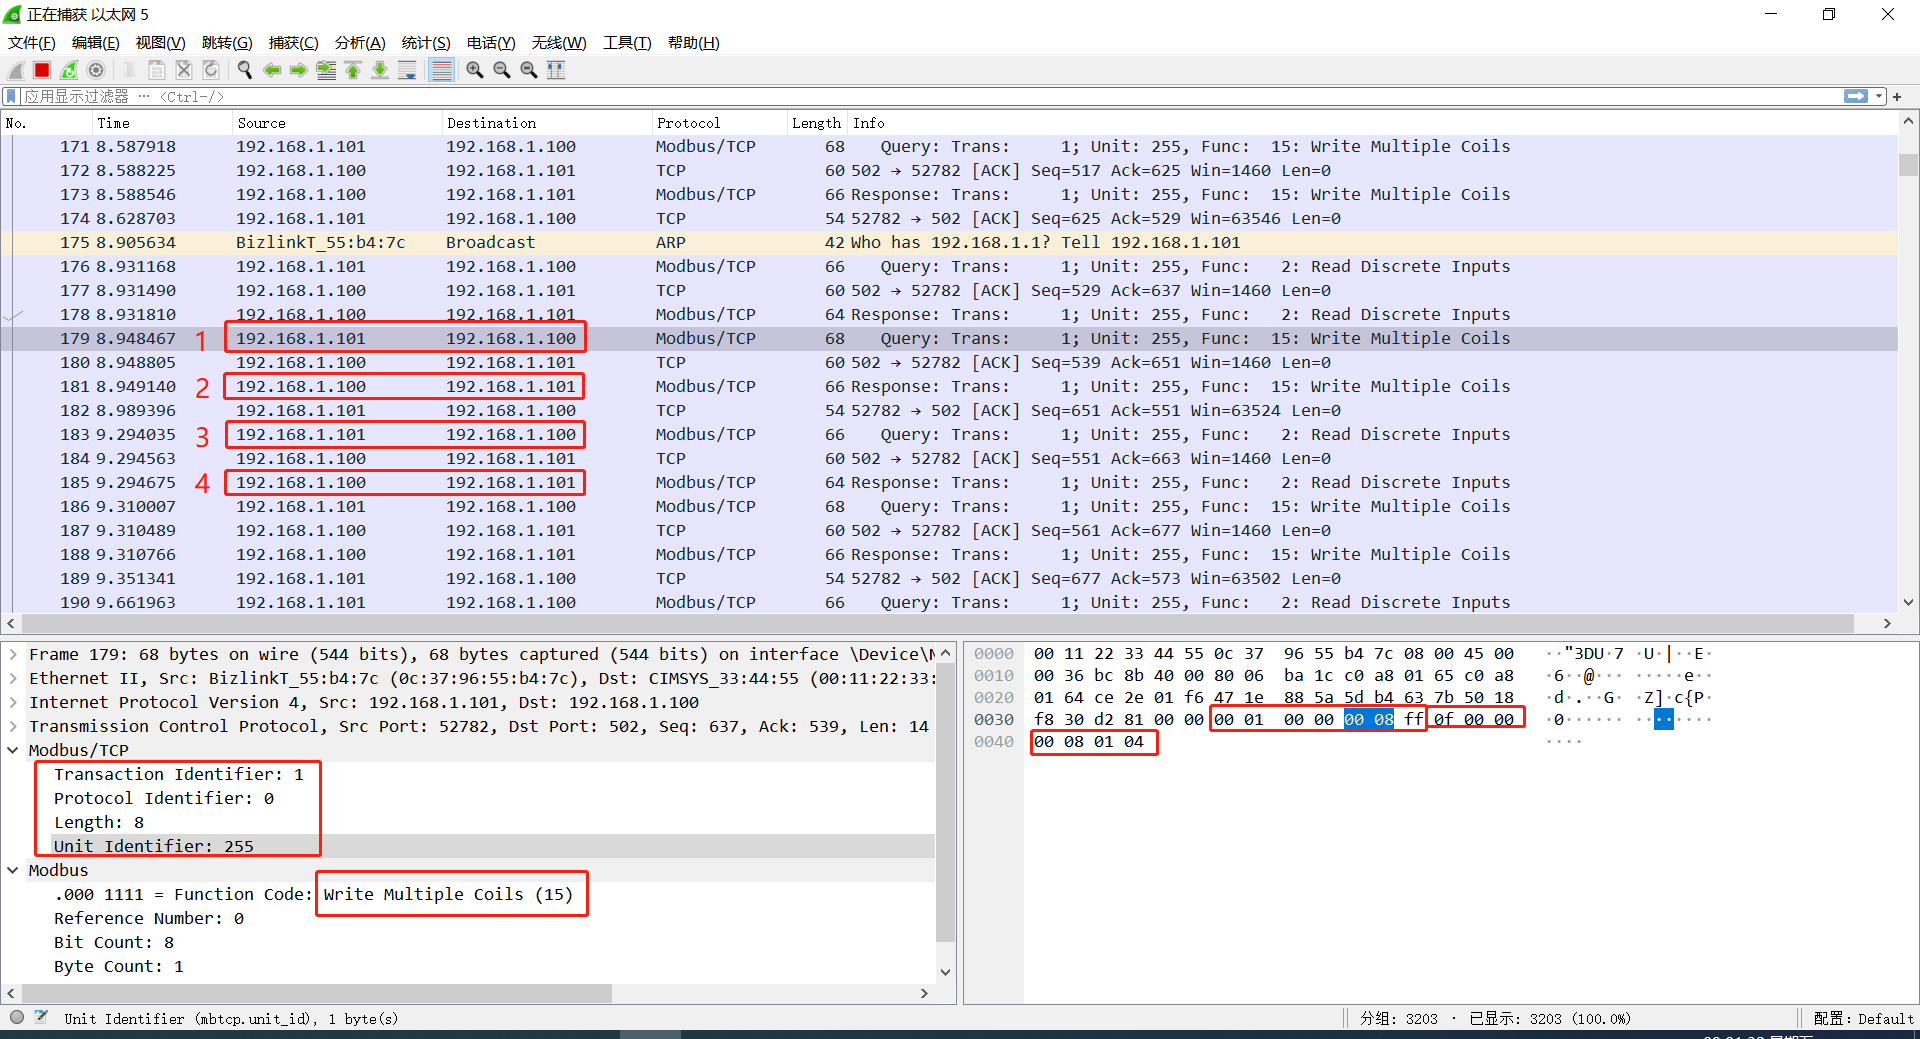 正在捕获 以太网 5
文件(F) 编辑(E) 视图(V) 跳转(G) 捕获(C) 分析(A) 统计(S) 电话(Y) 无线(W) 工具(T) 帮助(H)
应用显示过滤器 … <Ctrl-/>
No. Time Source Destination Protocol Length Info
171 8.587918 192.168.1.101 192.168.1.100 Modbus/TCP 68 Query: Trans: 1; Unit: 255, Func: 15: Write Multiple Coils
172 8.588225 192.168.1.100 192.168.1.101 TCP 60 502 → 52782 [ACK] Seq=517 Ack=625 Win=1460 Len=0
173 8.588546 192.168.1.100 192.168.1.101 Modbus/TCP 66 Response: Trans: 1; Unit: 255, Func: 15: Write Multiple Coils
174 8.628703 192.168.1.101 192.168.1.100 TCP 54 52782 → 502 [ACK] Seq=625 Ack=529 Win=63546 Len=0
175 8.905634 BizlinkT_55:b4:7c Broadcast ARP 42 Who has 192.168.1.1? Tell 192.168.1.101
176 8.931168 192.168.1.101 192.168.1.100 Modbus/TCP 66 Query: Trans: 1; Unit: 255, Func: 2: Read Discrete Inputs
177 8.931490 192.168.1.100 192.168.1.101 TCP 60 502 → 52782 [ACK] Seq=529 Ack=637 Win=1460 Len=0
178 8.931810 192.168.1.100 192.168.1.101 Modbus/TCP 64 Response: Trans: 1; Unit: 255, Func: 2: Read Discrete Inputs
179 8.948467 1 192.168.1.101 192.168.1.100 Modbus/TCP 68 Query: Trans: 1; Unit: 255, Func: 15: Write Multiple Coils
180 8.948805 192.168.1.100 192.168.1.101 TCP 60 502 → 52782 [ACK] Seq=539 Ack=651 Win=1460 Len=0
181 8.949140 2 192.168.1.100 192.168.1.101 Modbus/TCP 66 Response: Trans: 1; Unit: 255, Func: 15: Write Multiple Coils
182 8.989396 192.168.1.101 192.168.1.100 TCP 54 52782 → 502 [ACK] Seq=651 Ack=551 Win=63524 Len=0
183 9.294035 3 192.168.1.101 192.168.1.100 Modbus/TCP 66 Query: Trans: 1; Unit: 255, Func: 2: Read Discrete Inputs
184 9.294563 192.168.1.100 192.168.1.101 TCP 60 502 → 52782 [ACK] Seq=551 Ack=663 Win=1460 Len=0
185 9.294675 4 192.168.1.100 192.168.1.101 Modbus/TCP 64 Response: Trans: 1; Unit: 255, Func: 2: Read Discrete Inputs
186 9.310007 192.168.1.101 192.168.1.100 Modbus/TCP 68 Query: Trans: 1; Unit: 255, Func: 15: Write Multiple Coils
187 9.310489 192.168.1.100 192.168.1.101 TCP 60 502 → 52782 [ACK] Seq=561 Ack=677 Win=1460 Len=0
188 9.310766 192.168.1.100 192.168.1.101 Modbus/TCP 66 Response: Trans: 1; Unit: 255, Func: 15: Write Multiple Coils
189 9.351341 192.168.1.101 192.168.1.100 TCP 54 52782 → 502 [ACK] Seq=677 Ack=573 Win=63502 Len=0
190 9.661963 192.168.1.101 192.168.1.100 Modbus/TCP 66 Query: Trans: 1; Unit: 255, Func: 2: Read Discrete Inputs
Frame 179: 68 bytes on wire (544 bits), 68 bytes captured (544 bits) on interface \Device\N
Ethernet II, Src: BizlinkT_55:b4:7c (0c:37:96:55:b4:7c), Dst: CIMSYS_33:44:55 (00:11:22:33:
Internet Protocol Version 4, Src: 192.168.1.101, Dst: 192.168.1.100
Transmission Control Protocol, Src Port: 52782, Dst Port: 502, Seq: 637, Ack: 539, Len: 14
Modbus/TCP
Transaction Identifier: 1
Protocol Identifier: 0
Length: 8
Unit Identifier: 255
Modbus
.000 1111 = Function Code: Write Multiple Coils (15)
Reference Number: 0
Bit Count: 8
Byte Count: 1
0000 00 11 22 33 44 55 0c 37 96 55 b4 7c 08 00 45 00 ··"3DU·7 ·U·|··E·
0010 00 36 bc 8b 40 00 80 06 ba 1c c0 a8 01 65 c0 a8 ·6··@··· ·····e··
0020 01 64 ce 2e 01 f6 47 1e 88 5a 5d b4 63 7b 50 18 ·d·.··G· ·Z]·c{P·
0030 f8 30 d2 81 00 00 00 01 00 00 00 08 ff 0f 00 00 ·0······ ········
0040 00 08 01 04 ····
Unit Identifier (mbtcp.unit_id), 1 byte(s)
分组: 3203 · 已显示: 3203 (100.0%)
配置: Default